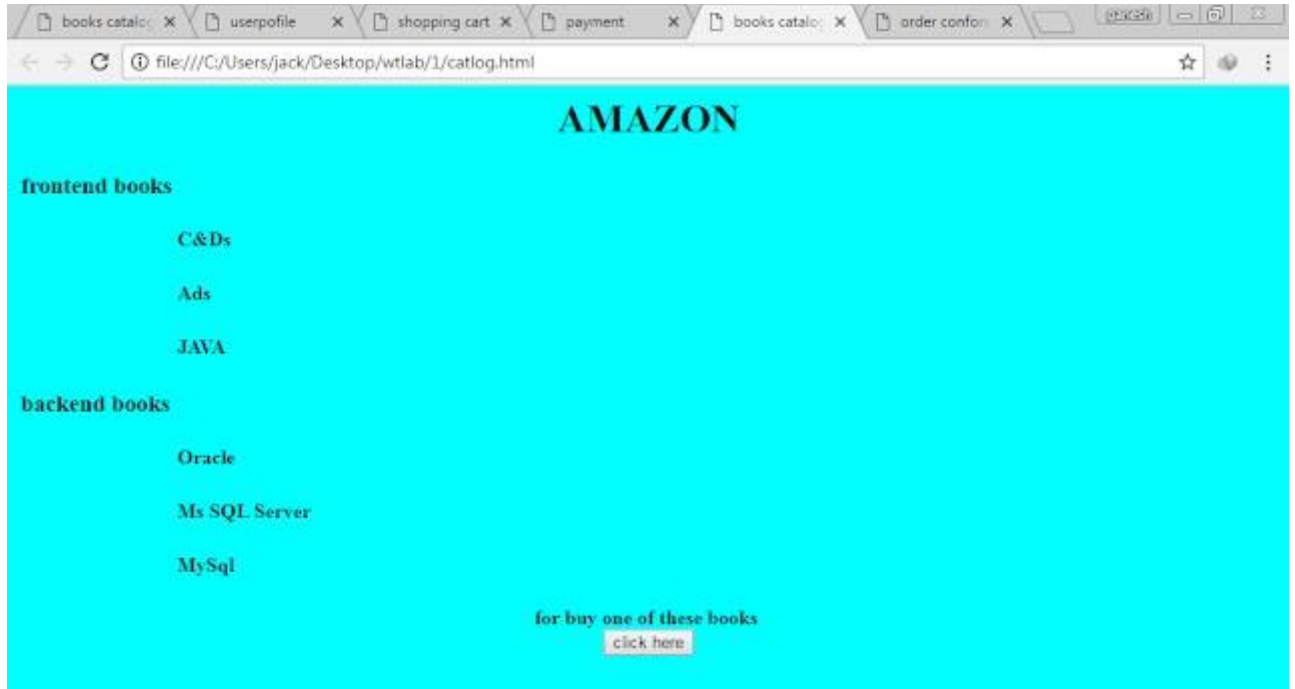 books catalog userpofile shopping cart payment books catalog order confor
file:///C:/Users/jack/Desktop/wtlab/1/catlog.html
AMAZON
frontend books
C&Ds
Ads
JAVA
backend books
Oracle
Ms SQL Server
MySql
for buy one of these books
click here